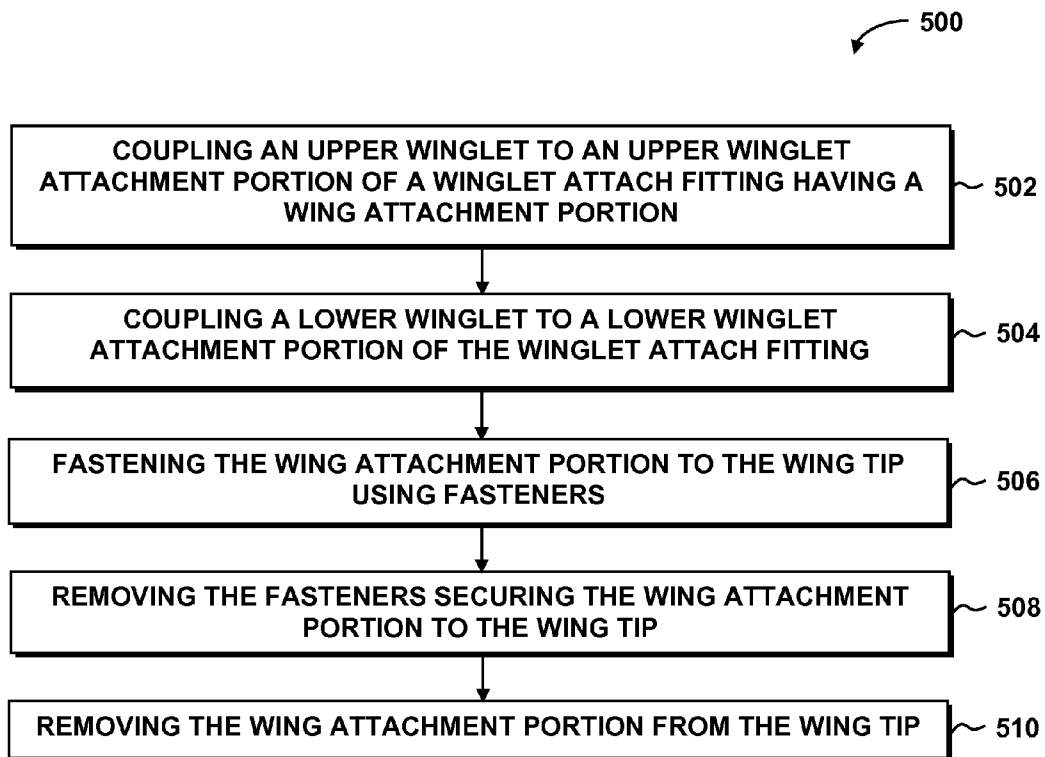 500
COUPLING AN UPPER WINGLET TO AN UPPER WINGLET
ATTACHMENT PORTION OF A WINGLET ATTACH FITTING HAVING A
WING ATTACHMENT PORTION
502
COUPLING A LOWER WINGLET TO A LOWER WINGLET
ATTACHMENT PORTION OF THE WINGLET ATTACH FITTING
504
FASTENING THE WING ATTACHMENT PORTION TO THE WING TIP
USING FASTENERS
506
REMOVING THE FASTENERS SECURING THE WING ATTACHMENT
PORTION TO THE WING TIP
508
REMOVING THE WING ATTACHMENT PORTION FROM THE WING TIP
510